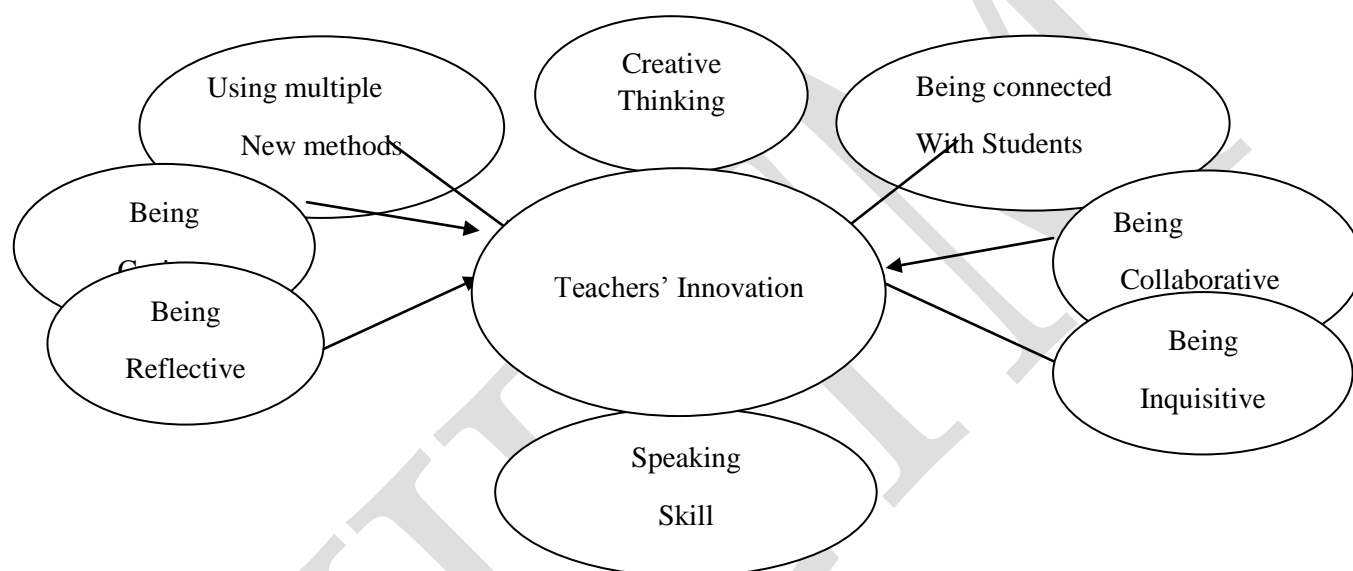 Creative
Thinking
Using multiple
New methods
Being connected
With Students
Being
Being
Collaborative
Teachers' Innovation
Being
Reflective
Being
Inquisitive
Speaking
Skill